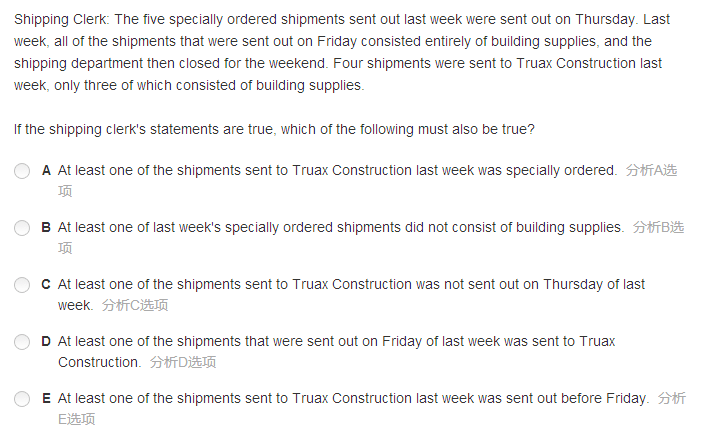 Shipping Clerk: The five specially ordered shipments sent out last week were sent out on Thursday. Last
week, all of the shipments that were sent out on Friday consisted entirely of building supplies, and the
shipping department then closed for the weekend. Four shipments were sent to Truax Construction last
week, only three of which consisted of building supplies.
If the shipping clerk's statements are true, which of the following must also be true?
A At least one of the shipments sent to Truax Construction last week was specially ordered. 分析A选
项
B At least one of last week's specially ordered shipments did not consist of building supplies. 分析B选
项
C At least one of the shipments sent to Truax Construction was not sent out on Thursday of last
week. 分析C选项
D At least one of the shipments that were sent out on Friday of last week was sent to Truax
Construction. 分析D选项
E At least one of the shipments sent to Truax Construction last week was sent out before Friday. 分析
E选项